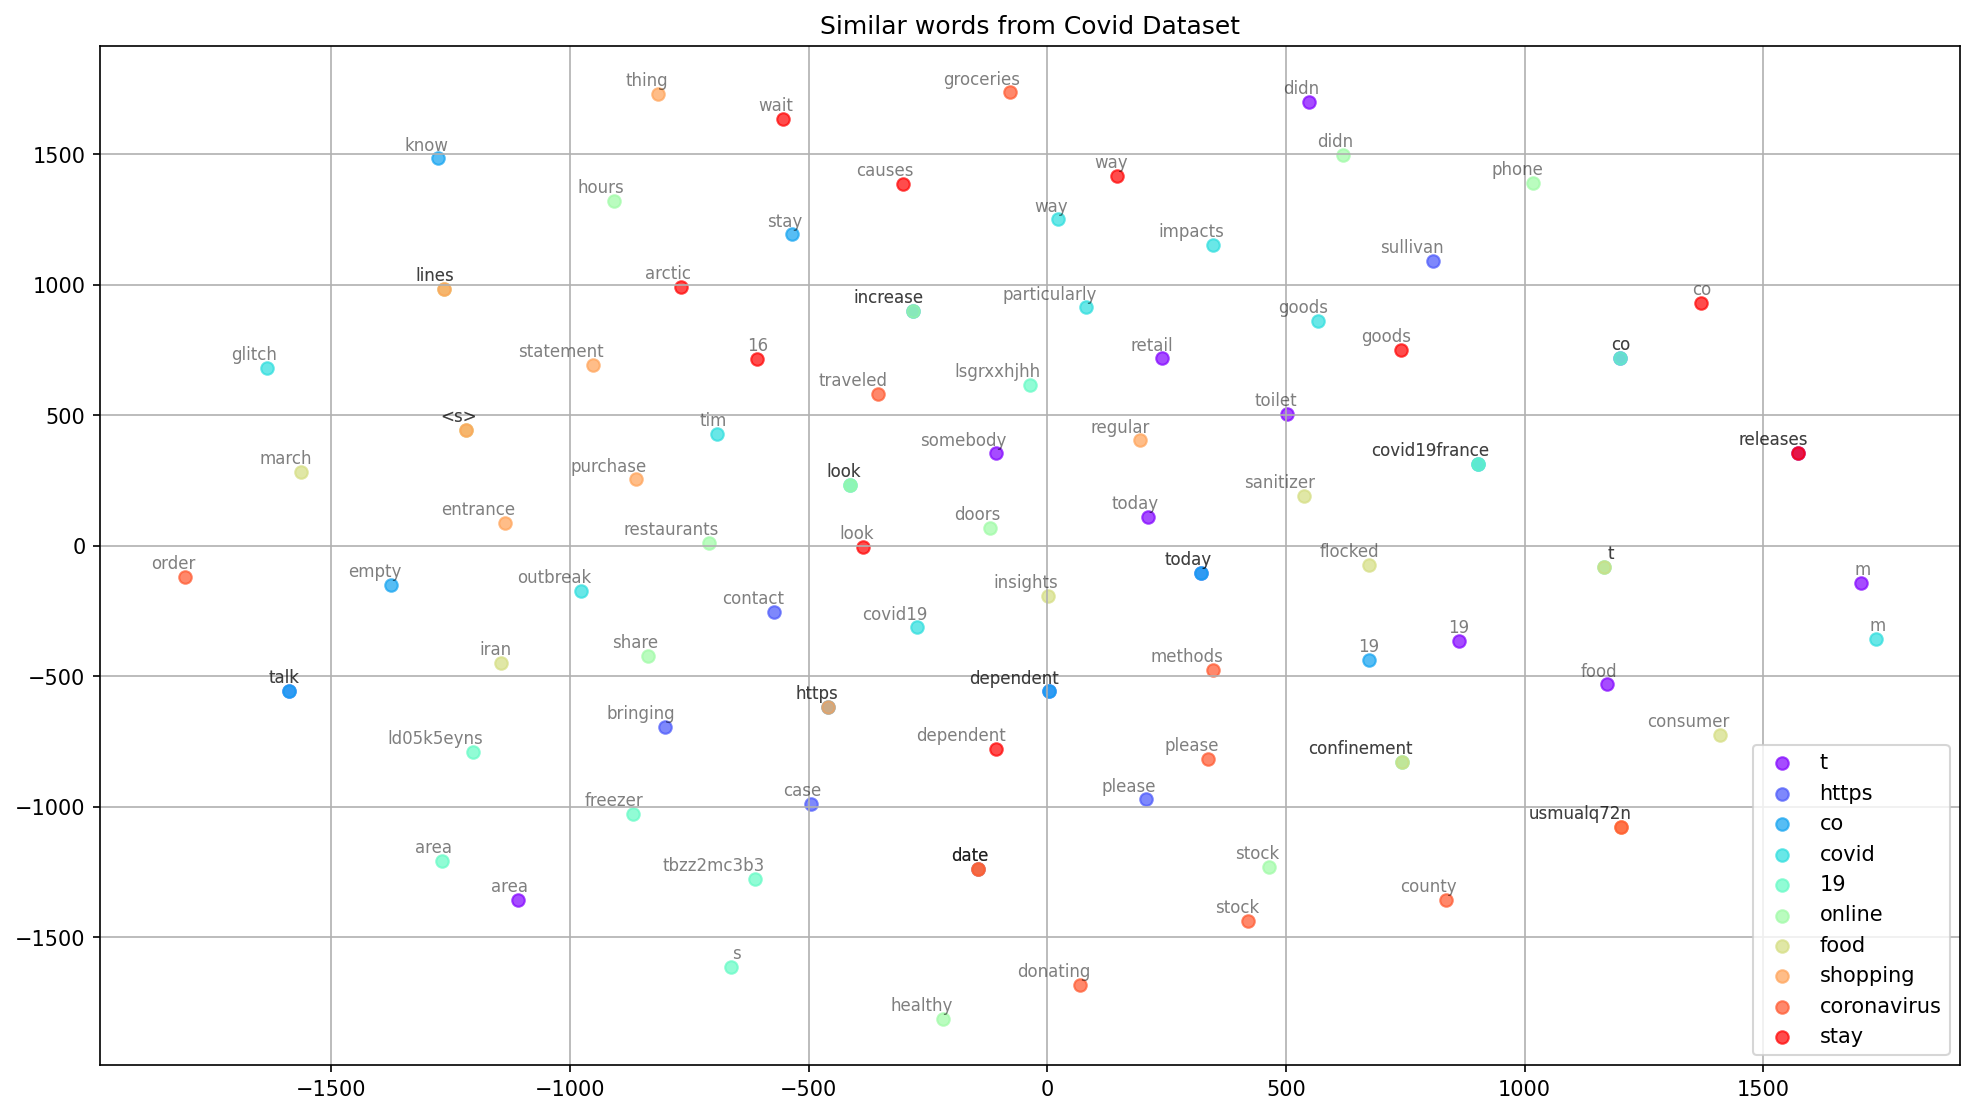 Similar words from Covid Dataset
thing
groceries
didn
wait
know
didn
causes
way
phone
hours
way
stay
impacts
sullivan
lines
arctic
increase
particularly
co
goods
goods
glitch
statement
16
retail
co
traveled
lsgrxxhjhh
toilet
<s>
tim
somebody
regular
covid19france
releases
march
purchase
look
sanitizer
entrance
restaurants
look
doors
today
order
empty
outbreak
today
flocked
t
m
contact
insights
covid19
19
19
m
iran
share
methods
food
talk
https
dependent
bringing
dependent
consumer
ld05k5eyns
please
confinement
freezer
case
please
usmualq72n
area
tbzz2mc3b3
date
stock
area
stock
county
s
donating
healthy
1500
1000
500
0
−500
−1000
−1500
−1500
−1000
−500
0
500
1000
1500
t
https
co
covid
19
online
food
shopping
coronavirus
stay